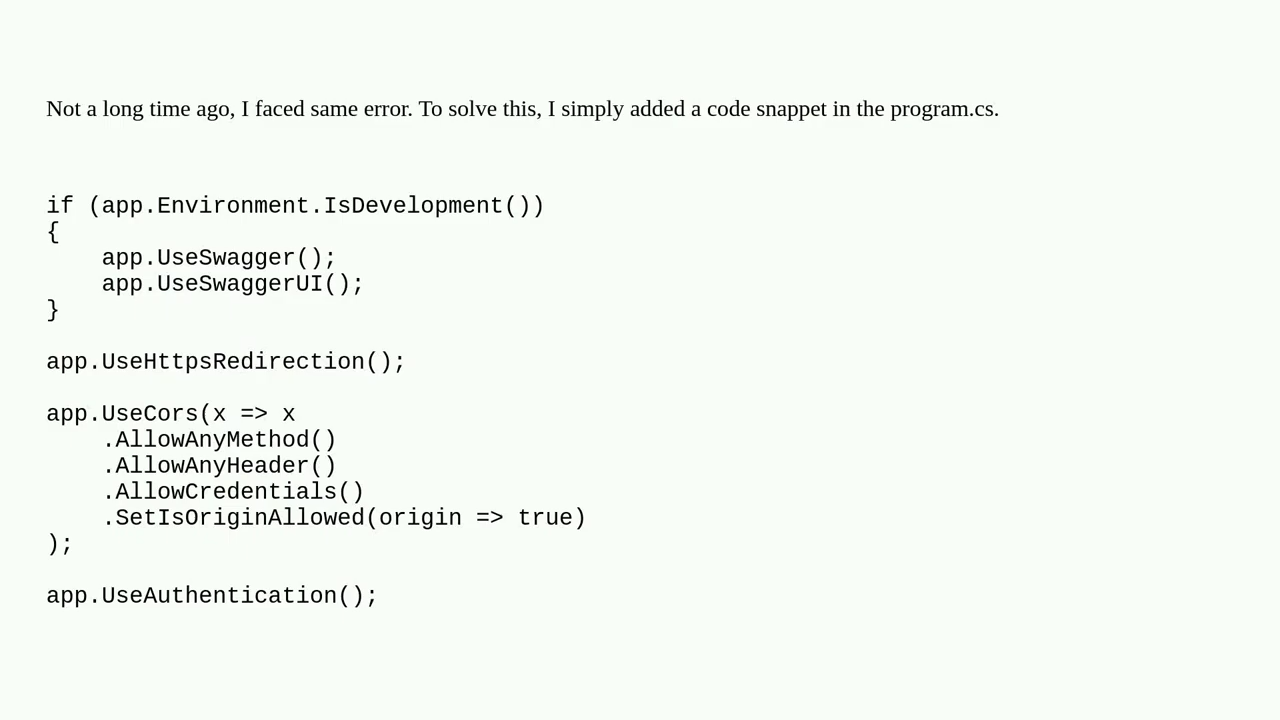 Not a long time ago, I faced same error. To solve this, I simply added a code snappet in the program.cs.
if (app.Environment.IsDevelopment())
{
    app.UseSwagger();
    app.UseSwaggerUI();
}
app.UseHttpsRedirection();
app.UseCors(x => x
    .AllowAnyMethod()
    .AllowAnyHeader()
    .AllowCredentials()
    .SetIsOriginAllowed(origin => true)
);
app.UseAuthentication();